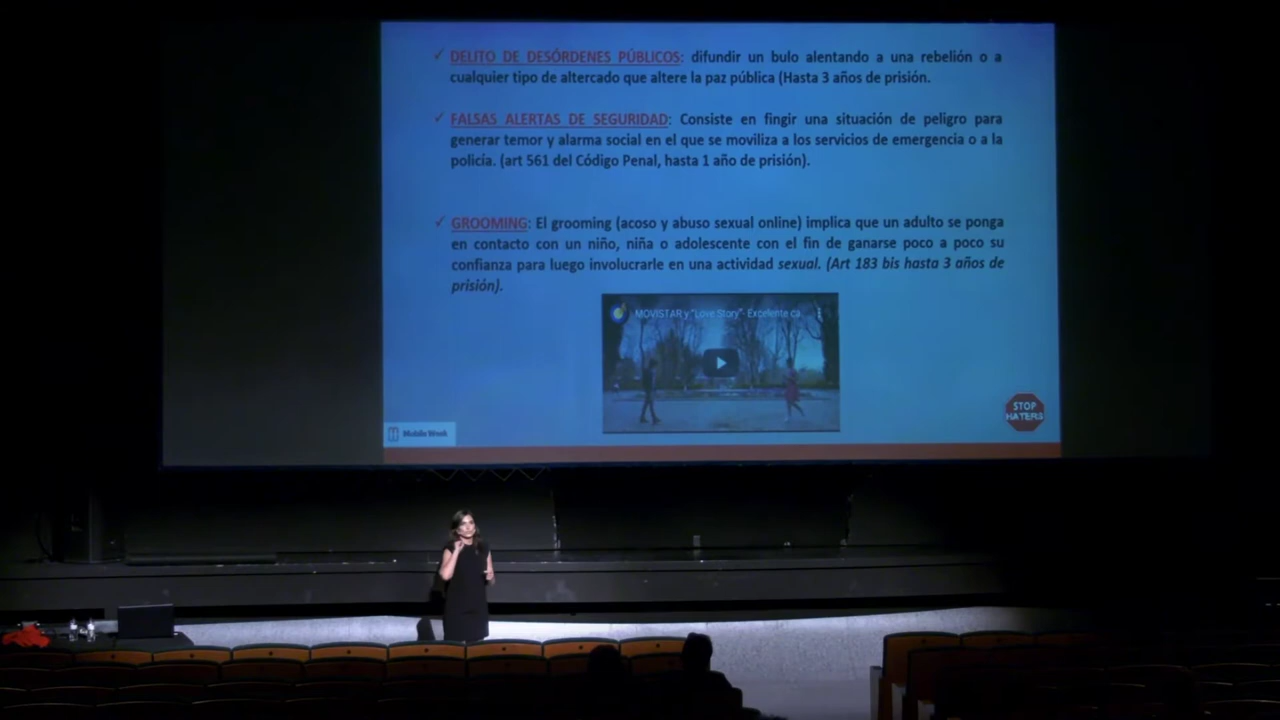 ✓ DELITO DE DESÓRDENES PÚBLICOS: difundir un bulo alentando a una rebelión o a
cualquier tipo de altercado que altere la paz pública (Hasta 3 años de prisión.
✓ FALSAS ALERTAS DE SEGURIDAD: Consiste en fingir una situación de peligro para
generar temor y alarma social en el que se moviliza a los servicios de emergencia o a la
policía. (art 561 del Código Penal, hasta 1 año de prisión).
✓ GROOMING: El grooming (acoso y abuso sexual online) implica que un adulto se ponga
en contacto con un niño, niña o adolescente con el fin de ganarse poco a poco su
confianza para luego involucrarle en una actividad sexual. (Art 183 bis hasta 3 años de
prisión).
MOVISTAR y "Love Story"- Excelente ca...
STOP
HATERS
Mobile Week